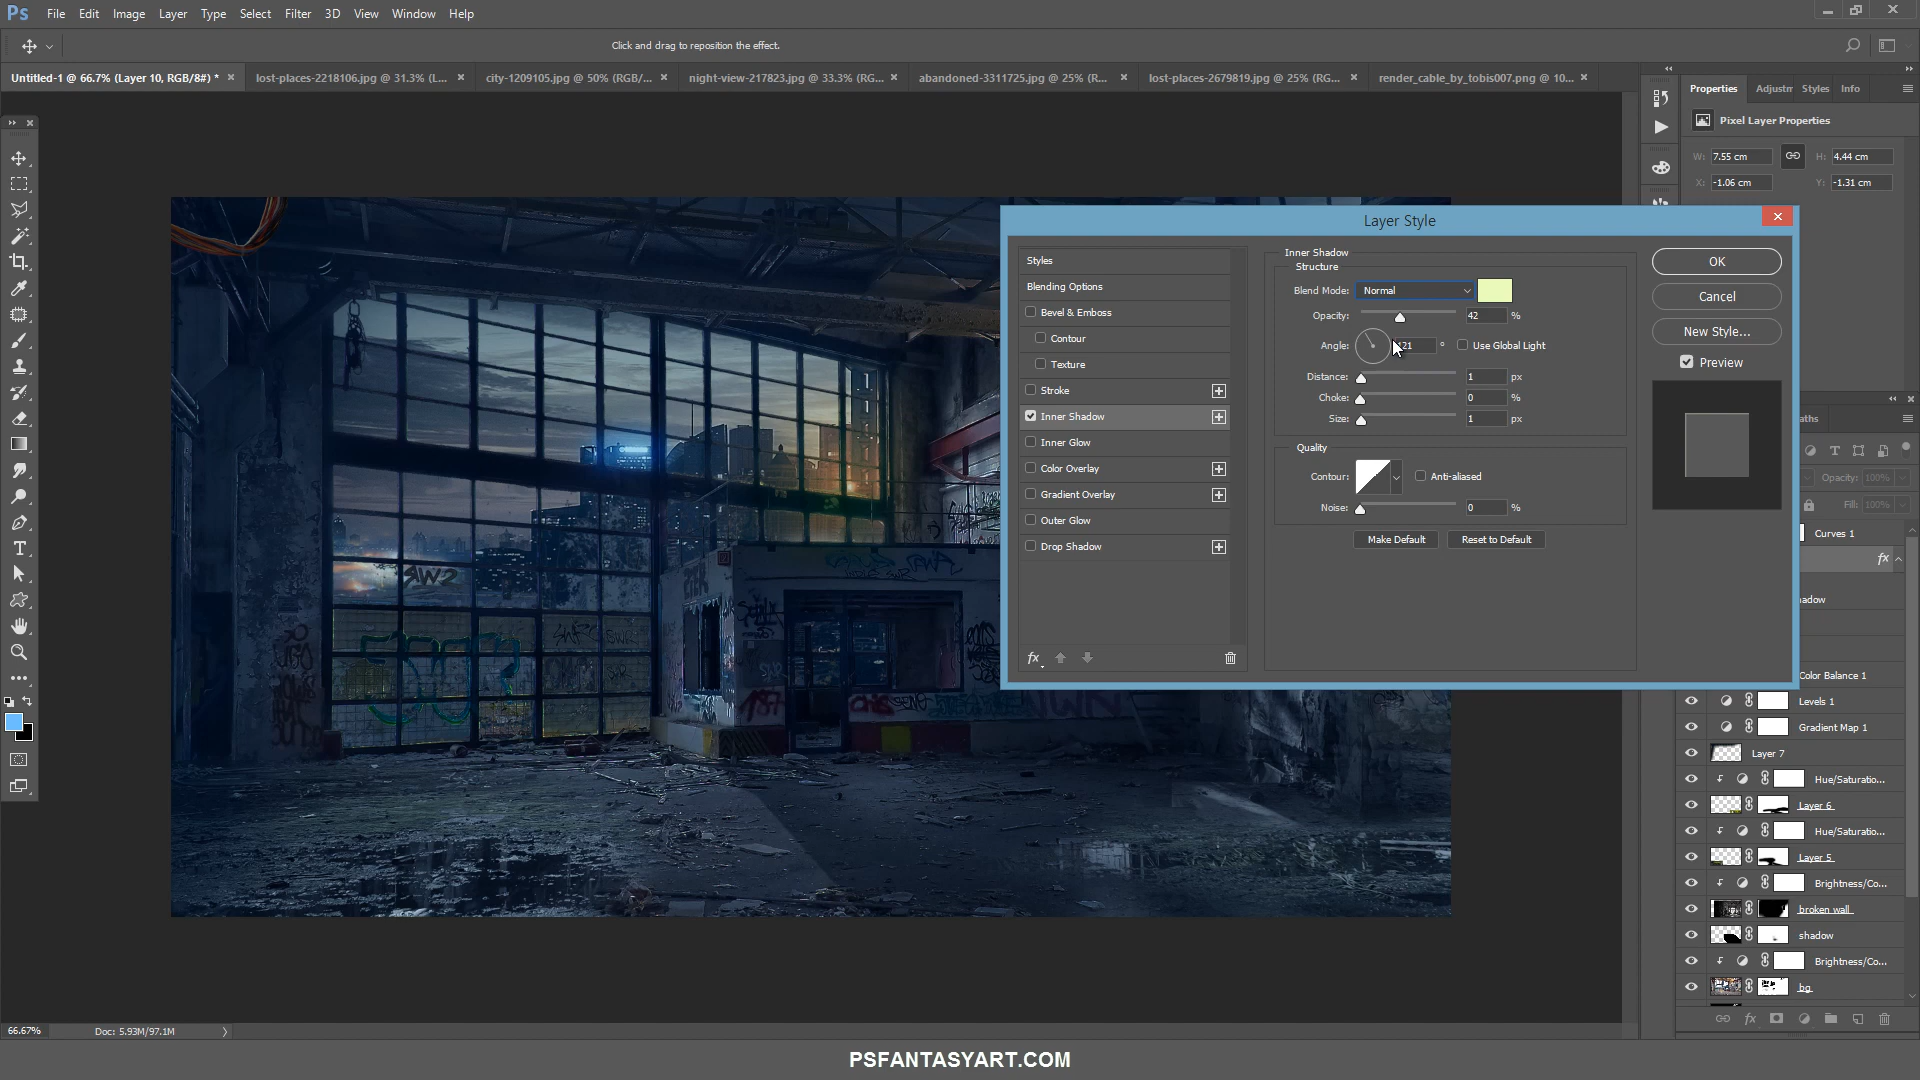 Ps File Edit Image Layer Type Select Filter 3D View Window Help
Click and drag to reposition the effect.
Untitled-1 @ 66.7% (Layer 10, RGB/8#) * × lost-places-2218106.jpg @ 31.3% (L... × city-1209105.jpg @ 50% (RGB/... × night-view-217823.jpg @ 33.3% (RG... × abandoned-3311725.jpg @ 25% (R... × lost-places-2679819.jpg @ 25% (RG... × render_cable_by_tobis007.png @ 10... ×
Properties Adjustm Styles Info
Pixel Layer Properties
W: 7.55 cm H: 4.44 cm
X: -1.06 cm Y: -1.31 cm
Layer Style
Styles
Blending Options
Bevel & Emboss
Contour
Texture
Stroke
Inner Shadow
Inner Glow
Color Overlay
Gradient Overlay
Outer Glow
Drop Shadow
fx
Inner Shadow
Structure
Blend Mode: Normal
Opacity: 42 %
Angle: 121 ° Use Global Light
Distance: 1 px
Choke: 0 %
Size: 1 px
Quality
Contour: Anti-aliased
Noise: 0 %
Make Default Reset to Default
OK
Cancel
New Style...
Preview
aths
Opacity: 100%
Fill: 100%
Curves 1
fx
adow
Color Balance 1
Levels 1
Gradient Map 1
Layer 7
Hue/Saturatio...
Layer 6
Hue/Saturatio...
Layer 5
Brightness/Co...
broken wall
shadow
Brightness/Co...
bg
fx
66.67% Doc: 5.93M/97.1M
PSFANTASYART.COM